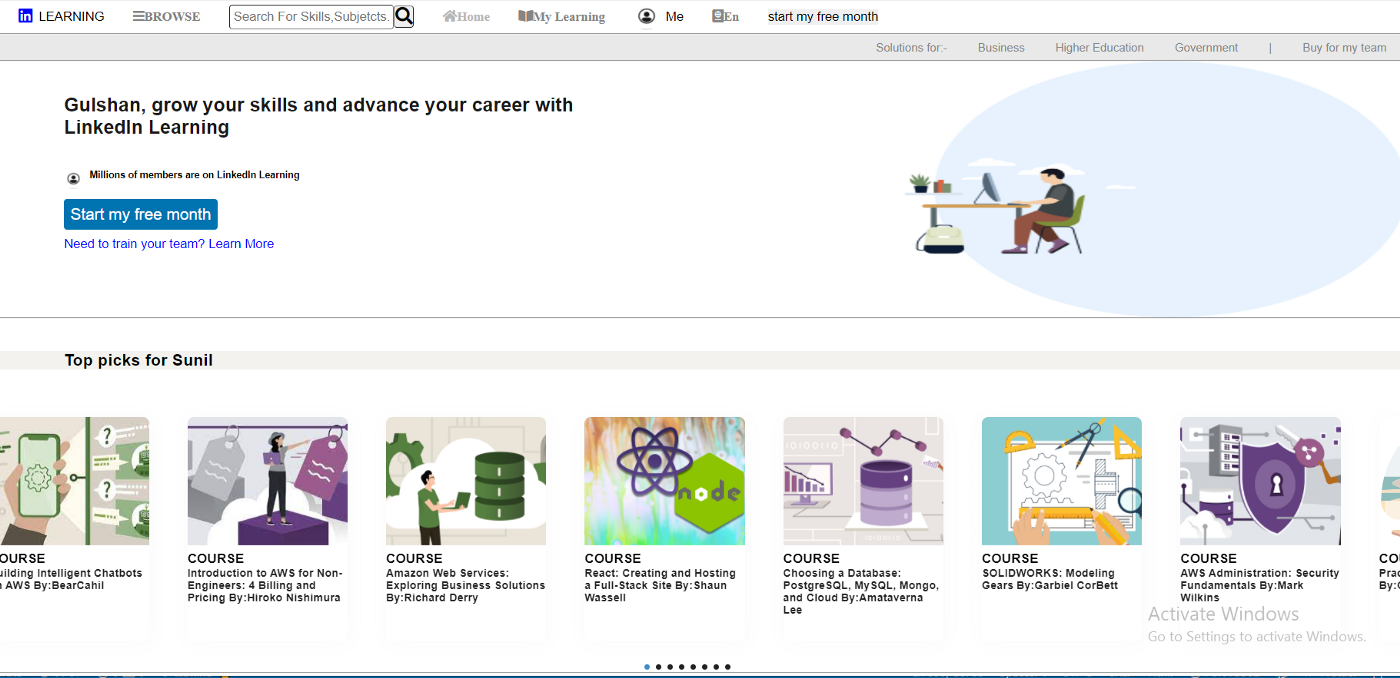 in LEARNING BROWSE Search For Skills,Subjetcts. Home My Learning Me En start my free month
Solutions for:- Business Higher Education Government | Buy for my team
Gulshan, grow your skills and advance your career with
LinkedIn Learning
Millions of members are on LinkedIn Learning
Start my free month
Need to train your team? Learn More
Top picks for Sunil
node
OURSE
uilding Intelligent Chatbots
AWS By:BearCahil
COURSE
Introduction to AWS for Non-
Engineers: 4 Billing and
Pricing By:Hiroko Nishimura
COURSE
Amazon Web Services:
Exploring Business Solutions
By:Richard Derry
COURSE
React: Creating and Hosting
a Full-Stack Site By:Shaun
Wassell
COURSE
Choosing a Database:
PostgreSQL, MySQL, Mongo,
and Cloud By:Amataverna
Lee
COURSE
SOLIDWORKS: Modeling
Gears By:Garbiel CorBett
COURSE
AWS Administration: Security
Fundamentals By:Mark
Wilkins
COU
Prac
By:
Activate Windows
Go to Settings to activate Windows.